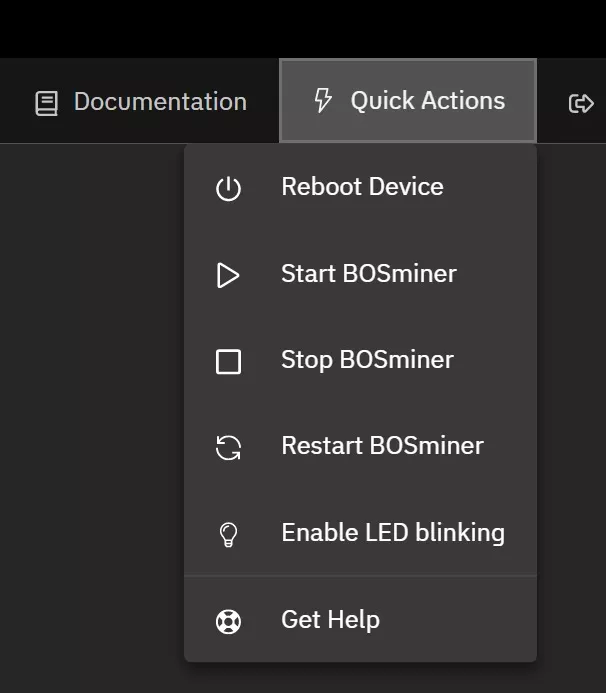 Documentation
Quick Actions
Reboot Device
Start BOSminer
Stop BOSminer
Restart BOSminer
Enable LED blinking
Get Help